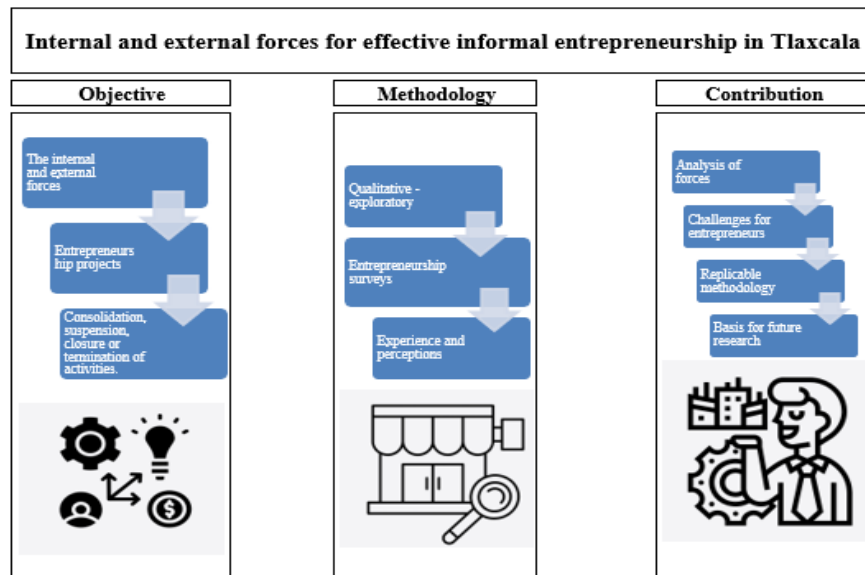 Internal and external forces for effective informal entrepreneurship in Tlaxcala
Objective
The internal
and external
forces
Entrepreneurs
hip projects
Consolidation,
suspension,
closure or
termination of
activities.
$
Methodology
Qualitative -
exploratory
Entrepreneurship
surveys
Experience and
perceptions
Contribution
Analysis of
forces
Challenges for
entrepreneurs
Replicable
methodology
Basis for future
research